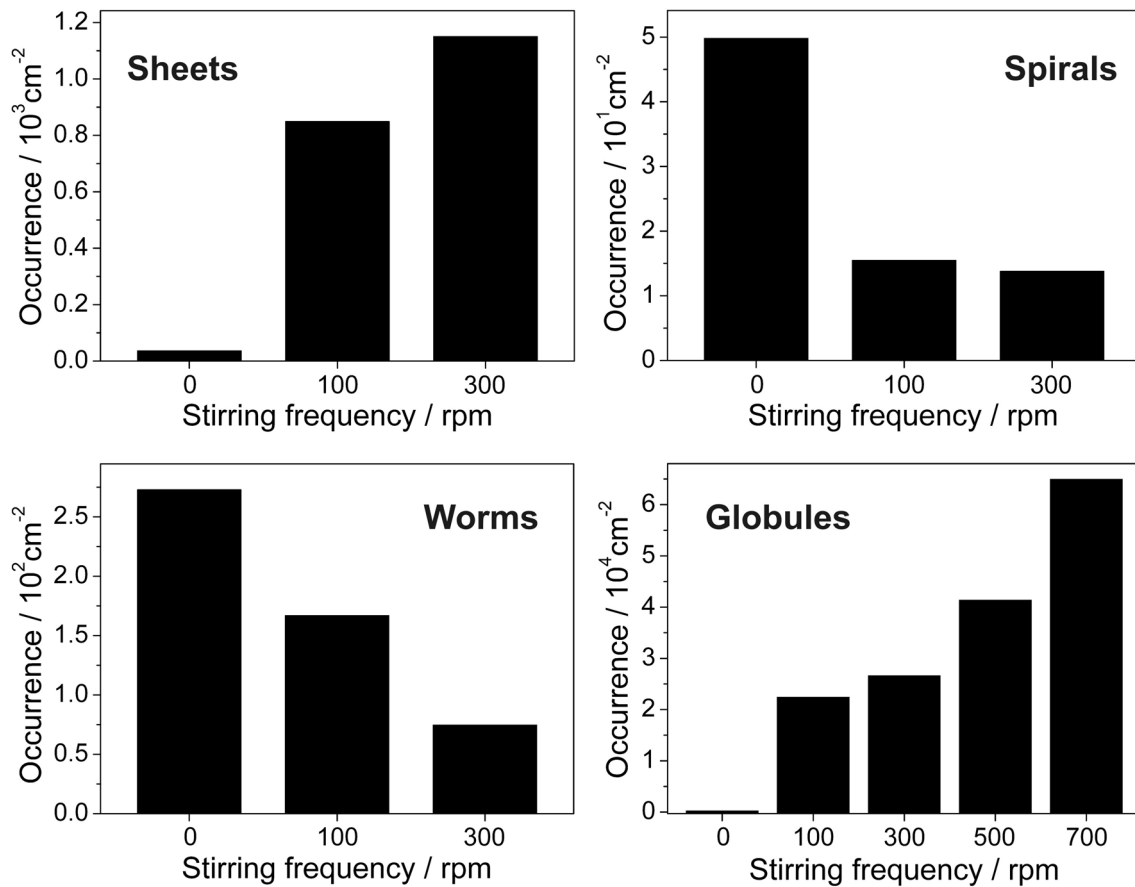 Sheets
Occurrence / 10³cm⁻²
1.2
1.0
0.8
0.6
0.4
0.2
0.0
0 100 300
Stirring frequency / rpm
Spirals
Occurrence / 10¹cm⁻²
5
4
3
2
1
0
0 100 300
Stirring frequency / rpm
Worms
Occurrence / 10²cm⁻²
2.5
2.0
1.5
1.0
0.5
0.0
0 100 300
Stirring frequency / rpm
Globules
Occurrence / 10⁴cm⁻²
6
5
4
3
2
1
0
0 100 300 500 700
Stirring frequency / rpm